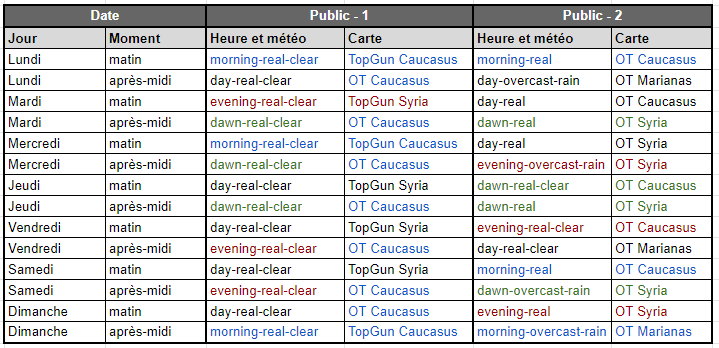 Date Public - 1 Public - 2
Jour Moment Heure et météo Carte Heure et météo Carte
Lundi matin morning-real-clear TopGun Caucasus morning-real OT Caucasus
Lundi après-midi day-real-clear OT Caucasus day-overcast-rain OT Marianas
Mardi matin evening-real-clear TopGun Syria day-real OT Caucasus
Mardi après-midi dawn-real-clear OT Caucasus dawn-real OT Syria
Mercredi matin morning-real-clear TopGun Caucasus day-real OT Syria
Mercredi après-midi dawn-real-clear OT Caucasus evening-overcast-rain OT Syria
Jeudi matin day-real-clear TopGun Syria dawn-real-clear OT Caucasus
Jeudi après-midi dawn-real-clear OT Caucasus dawn-real OT Syria
Vendredi matin day-real-clear TopGun Syria evening-real-clear OT Caucasus
Vendredi après-midi evening-real-clear OT Caucasus day-real-clear OT Marianas
Samedi matin day-real-clear TopGun Syria morning-real OT Caucasus
Samedi après-midi evening-real-clear OT Caucasus dawn-overcast-rain OT Syria
Dimanche matin day-real-clear OT Caucasus evening-real OT Syria
Dimanche après-midi morning-real-clear TopGun Caucasus morning-overcast-rain OT Marianas